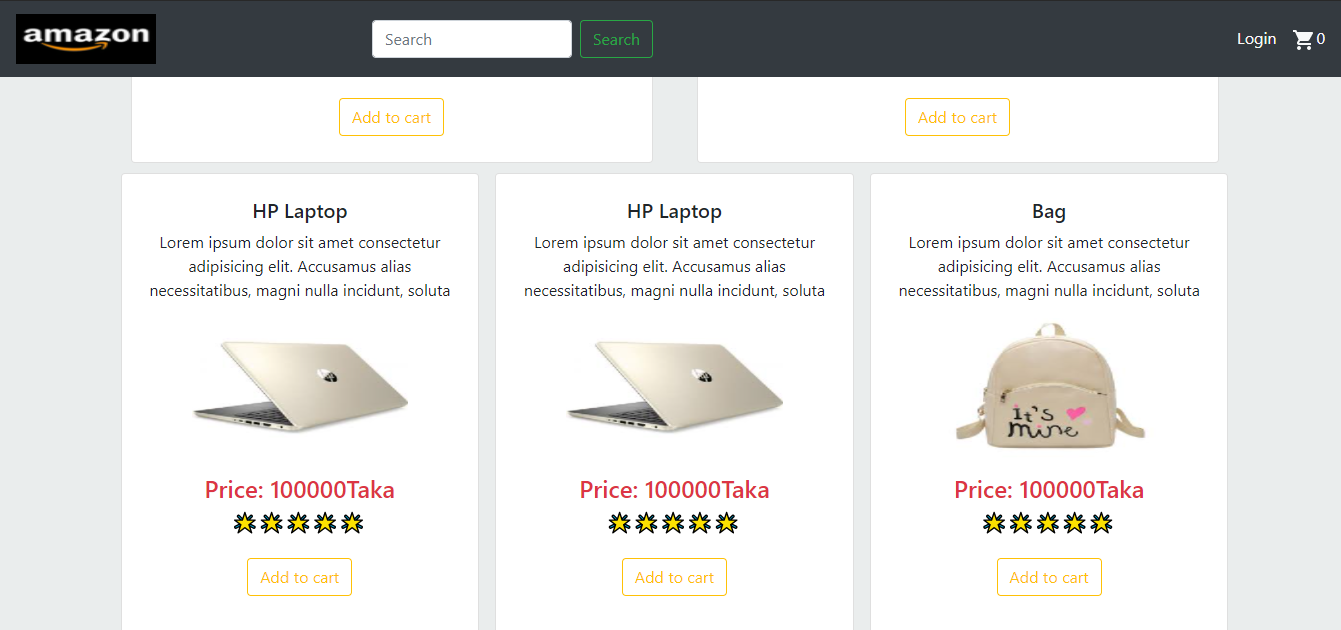 amazon
Search
Search
Login
0
Add to cart
Add to cart
HP Laptop
Lorem ipsum dolor sit amet consectetur
adipisicing elit. Accusamus alias
necessitatibus, magni nulla incidunt, soluta
Price: 100000Taka
Add to cart
HP Laptop
Lorem ipsum dolor sit amet consectetur
adipisicing elit. Accusamus alias
necessitatibus, magni nulla incidunt, soluta
Price: 100000Taka
Add to cart
Bag
Lorem ipsum dolor sit amet consectetur
adipisicing elit. Accusamus alias
necessitatibus, magni nulla incidunt, soluta
it's
mine
Price: 100000Taka
Add to cart